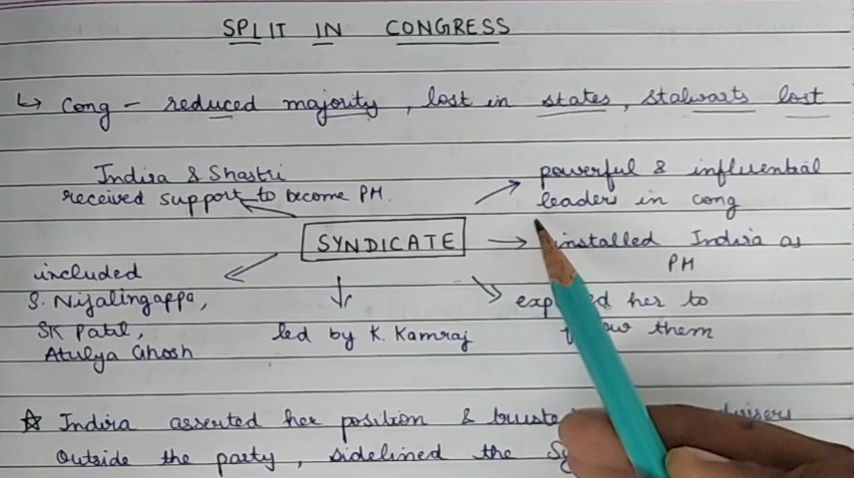 SPLIT IN CONGRESS
↳ Cong - reduced majority, lost in states, stalwarts lost
Indira & Shastri
received support to become PM.
powerful & influential
leaders in cong
SYNDICATE
installed Indira as
PM
included
S. Nijalingappa,
SK Patil,
Atulya Ghosh
led by K. Kamraj
her to
them
☆ Indira asserted her position &
outside the party, sidelined the